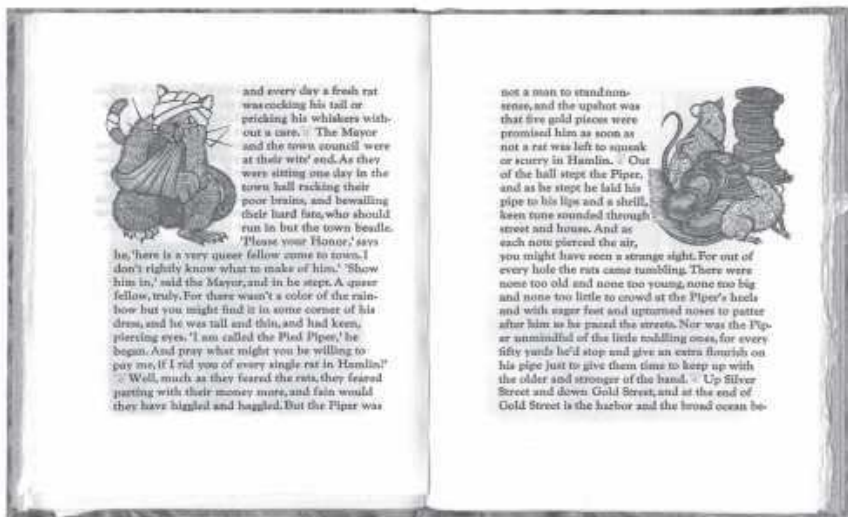 and every day a fresh rat
was cocking his tail or
pricking his whiskers with-
out a care. The Mayor
and the town council were
at their wits' end. As they
were sitting one day in the
town hall racking their
poor brains, and bewailing
their hard fate, who should
run in but the town beadle.
'Please your Honor,' says
he, 'here is a very queer fellow come to town. I
don't rightly know what to make of him.' 'Show
him in,' said the Mayor, and in he stept. A queer
fellow, truly. For there wasn't a color of the rain-
bow but you might find it in some corner of his
dress, and he was tall and thin, and had keen,
piercing eyes. 'I am called the Pied Piper,' he
began. And pray what might you be willing to
pay me, if I rid you of every single rat in Hamlin?'
Well, much as they feared the rats, they feared
parting with their money more, and fain would
they have higgled and haggled. But the Piper was
not a man to stand non-
sense, and the upshot was
that five gold pieces were
promised him as soon as
not a rat was left to squeak
or scurry in Hamlin. Out
of the hall stept the Piper,
and as he stept he laid his
pipe to his lips and a shrill,
keen tune sounded through
street and house. And as
each note pierced the air,
you might have seen a strange sight. For out of
every hole the rats came tumbling. There were
none too old and none too young, none too big
and none too little to crowd at the Piper's heels
and with eager feet and upturned noses to patter
after him as he paced the streets. Nor was the Pip-
er unmindful of the little toddling ones, for every
fifty yards he'd stop and give an extra flourish on
his pipe just to give them time to keep up with
the older and stronger of the band. Up Silver
Street and down Gold Street, and at the end of
Gold Street is the harbor and the broad ocean be-